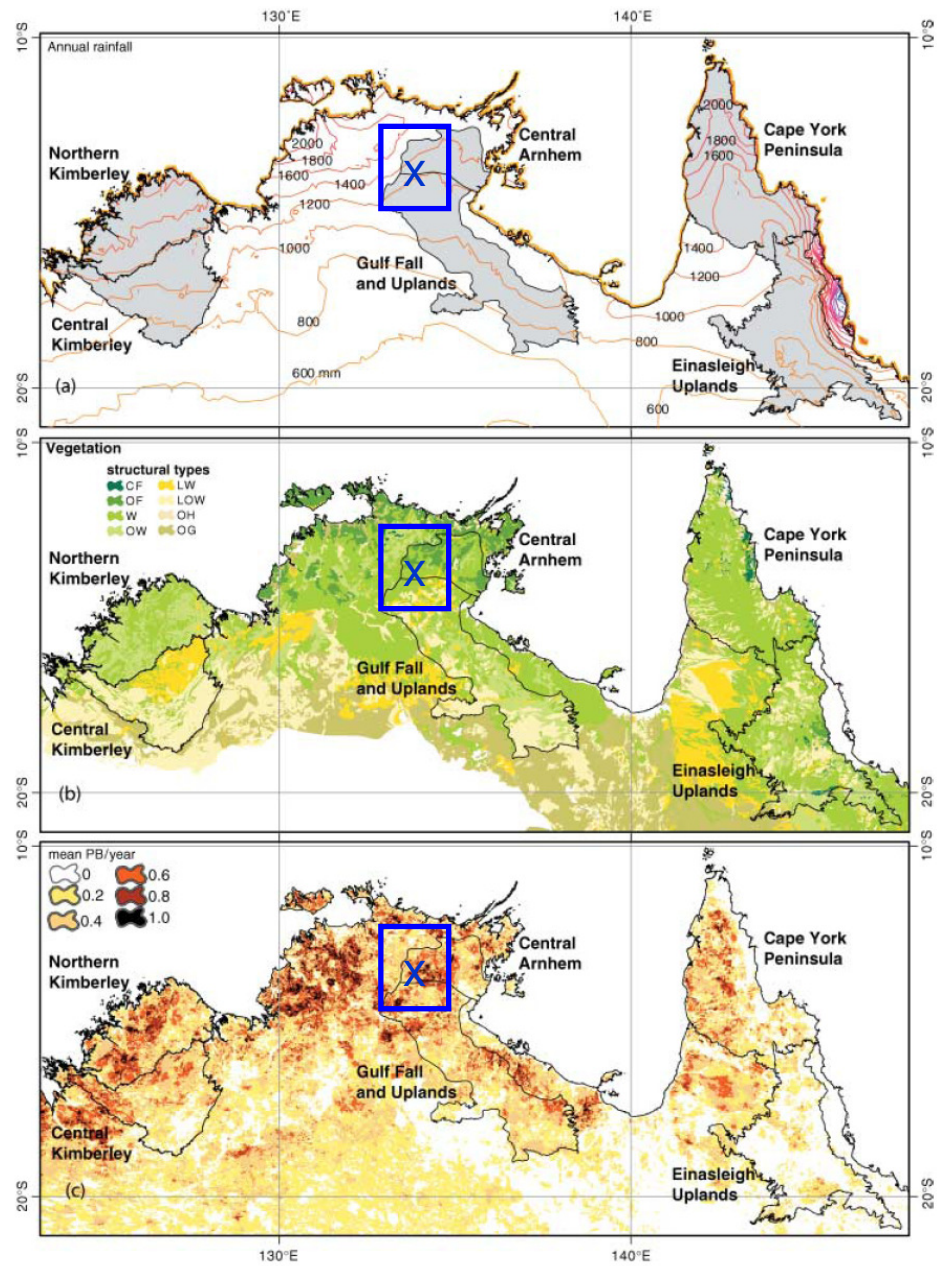 130°E 140°E
10°S 10°S
Annual rainfall
2000
1800
1600
1400
1200
1000
800
600 mm
2000
1800
1600
1400
1200
1000
800
600
Northern
Kimberley
Central
Kimberley
X
Central
Arnhem
Gulf Fall
and Uplands
Cape York
Peninsula
Einasleigh
Uplands
(a)
20°S 20°S
10°S 10°S
Vegetation
structural types
CF LW
OF LOW
W OH
OW OG
Northern
Kimberley
Central
Kimberley
X
Central
Arnhem
Gulf Fall
and Uplands
Cape York
Peninsula
Einasleigh
Uplands
(b)
20°S 20°S
10°S 10°S
mean PB/year
0 0.6
0.2 0.8
0.4 1.0
Northern
Kimberley
Central
Kimberley
X
Central
Arnhem
Gulf Fall
and Uplands
Cape York
Peninsula
Einasleigh
Uplands
(c)
20°S 20°S
130°E 140°E